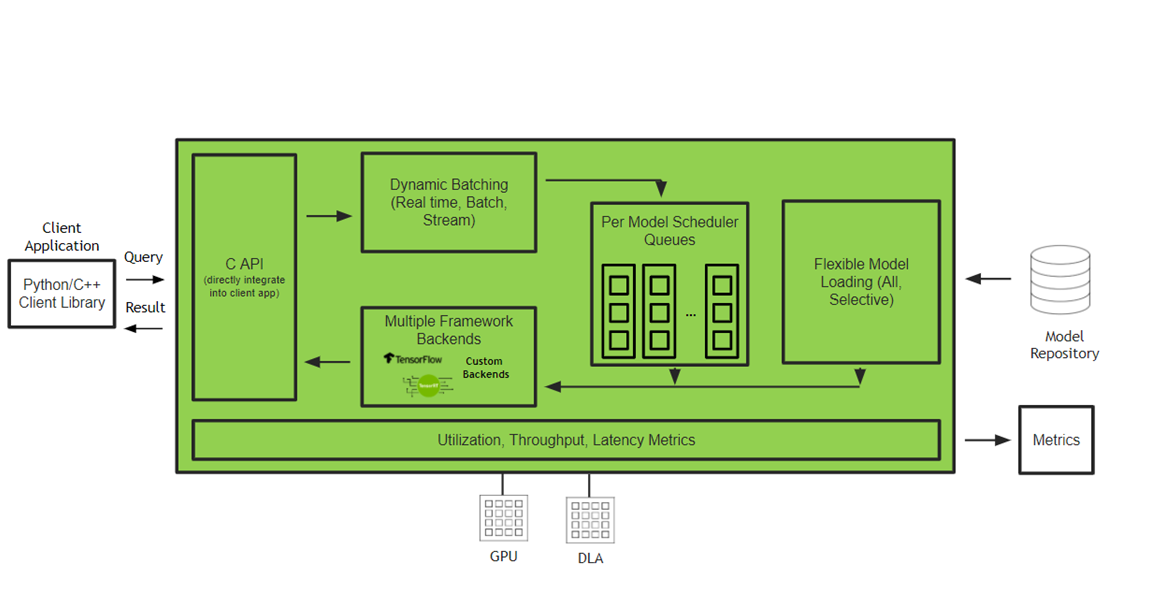 Client
Application
Python/C++
Client Library
Query
Result
C API
(directly integrate
into client app)
Dynamic Batching
(Real time, Batch,
Stream)
Multiple Framework
Backends
TensorFlow
Custom
Backends
TensorRT
Per Model Scheduler
Queues
...
Flexible Model
Loading (All,
Selective)
Model
Repository
Utilization, Throughput, Latency Metrics
Metrics
GPU
DLA